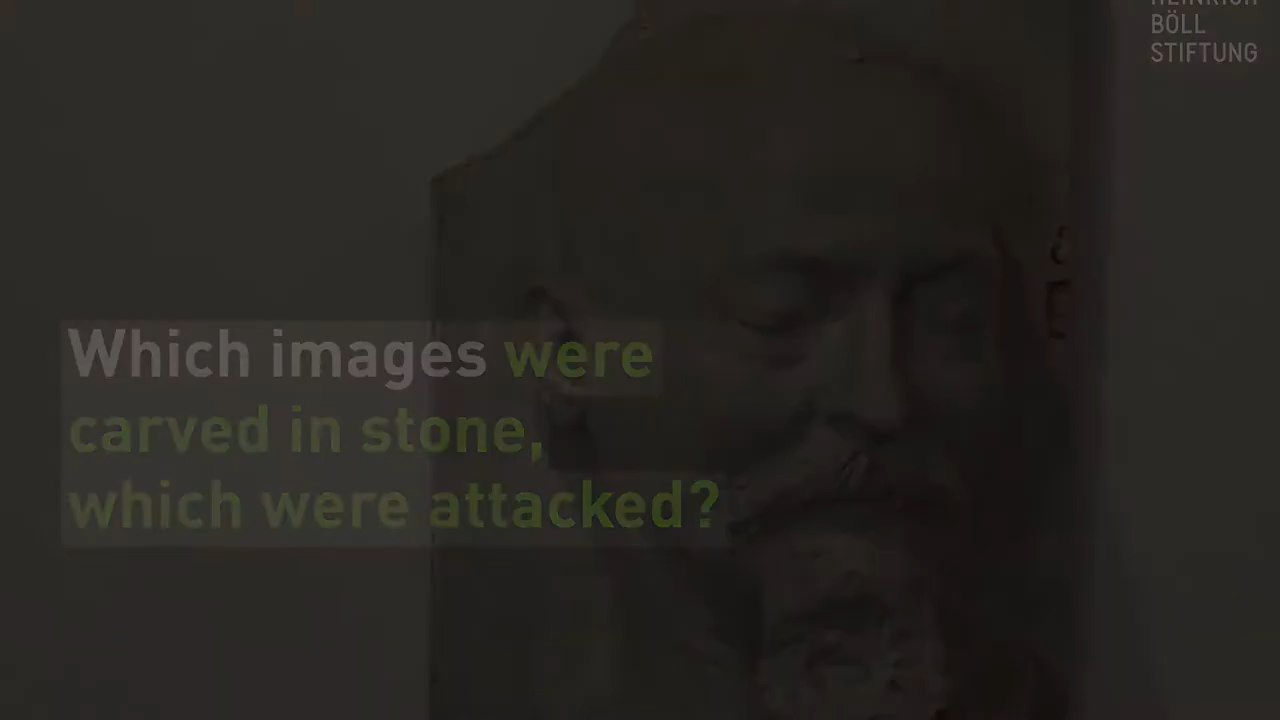 HEINRICH
BÖLL
STIFTUNG
Which images were
carved in stone,
which were attacked?